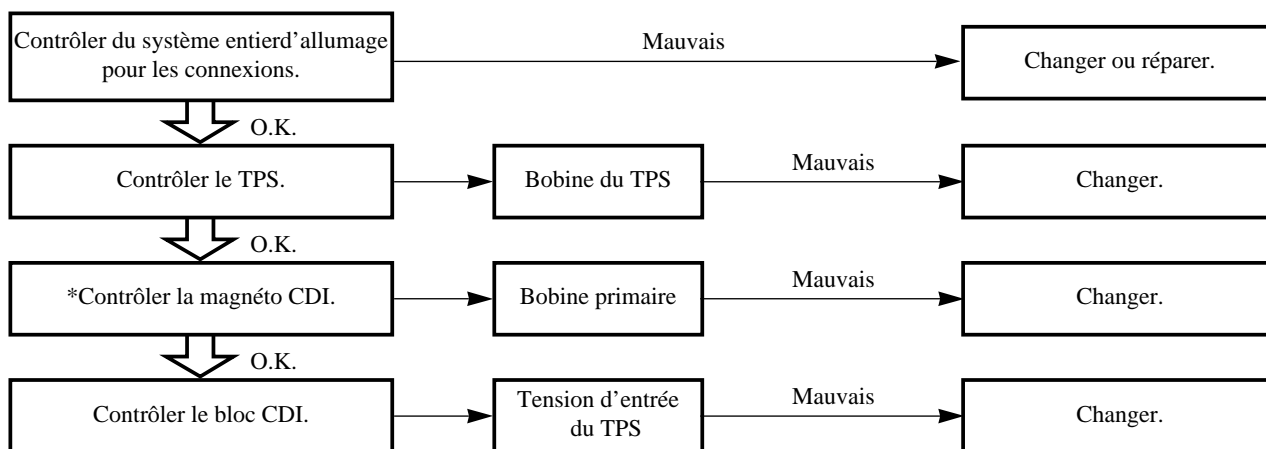 Contrôler du système entierd’allumage
pour les connexions.
Mauvais
Changer ou réparer.
O.K.
Contrôler le TPS.
Bobine du TPS
Mauvais
Changer.
O.K.
*Contrôler la magnéto CDI.
Bobine primaire
Mauvais
Changer.
O.K.
Contrôler le bloc CDI.
Tension d’entrée
du TPS
Mauvais
Changer.